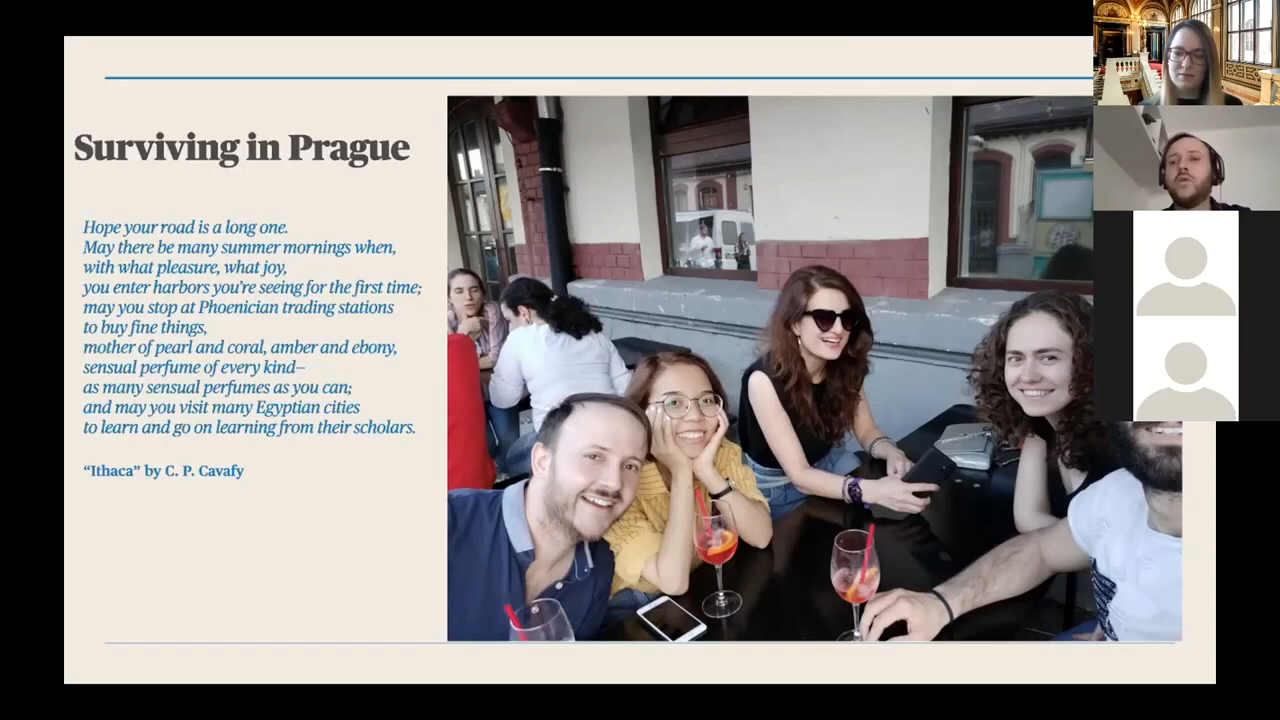 Surviving in Prague
Hope your road is a long one.
May there be many summer mornings when,
with what pleasure, what joy,
you enter harbors you’re seeing for the first time;
may you stop at Phoenician trading stations
to buy fine things,
mother of pearl and coral, amber and ebony,
sensual perfume of every kind—
as many sensual perfumes as you can;
and may you visit many Egyptian cities
to learn and go on learning from their scholars.
“Ithaca” by C. P. Cavafy